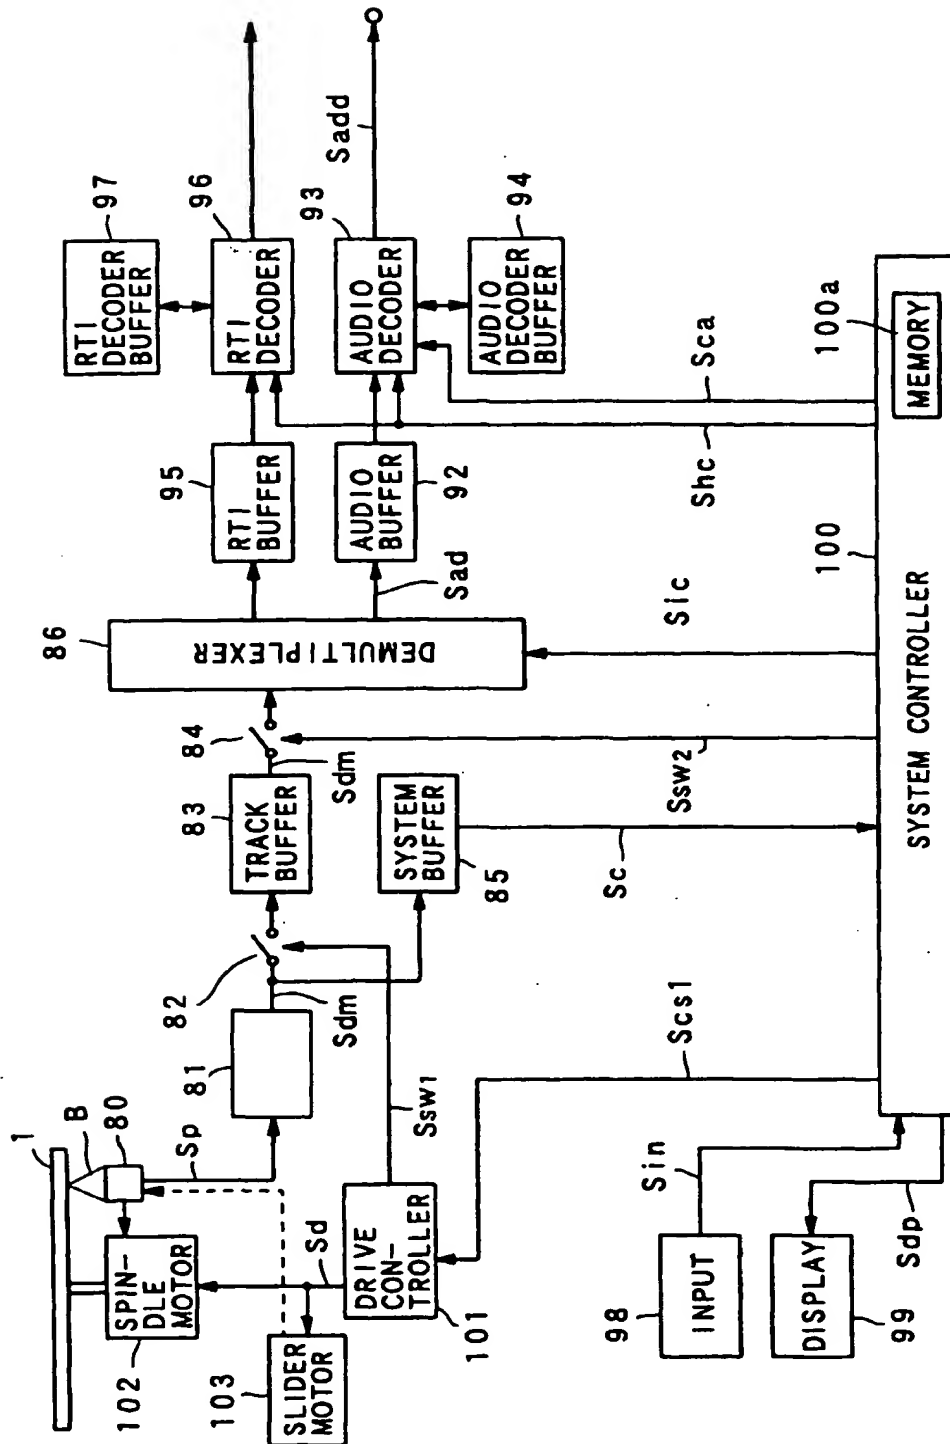 1
B
80
Sp
SPIN-
DLE
MOTOR
102
Sd
103
SLIDER
MOTOR
DRIVE
CON-
TROLLER
101
Ssw1
81
Sdm
82
TRACK
BUFFER
83
Sdm
84
SYSTEM
BUFFER
85
DEMULTIPLEXER
86
Sad
RTI
BUFFER
95
AUDIO
BUFFER
92
RTI
DECODER
BUFFER
97
RTI
DECODER
96
AUDIO
DECODER
93
Sadd
AUDIO
DECODER
BUFFER
94
Scs1
Sc
Ssw2
Slc
Shc
Sca
98
INPUT
Sin
DISPLAY
99
Sdp
SYSTEM CONTROLLER
100
MEMORY
100a